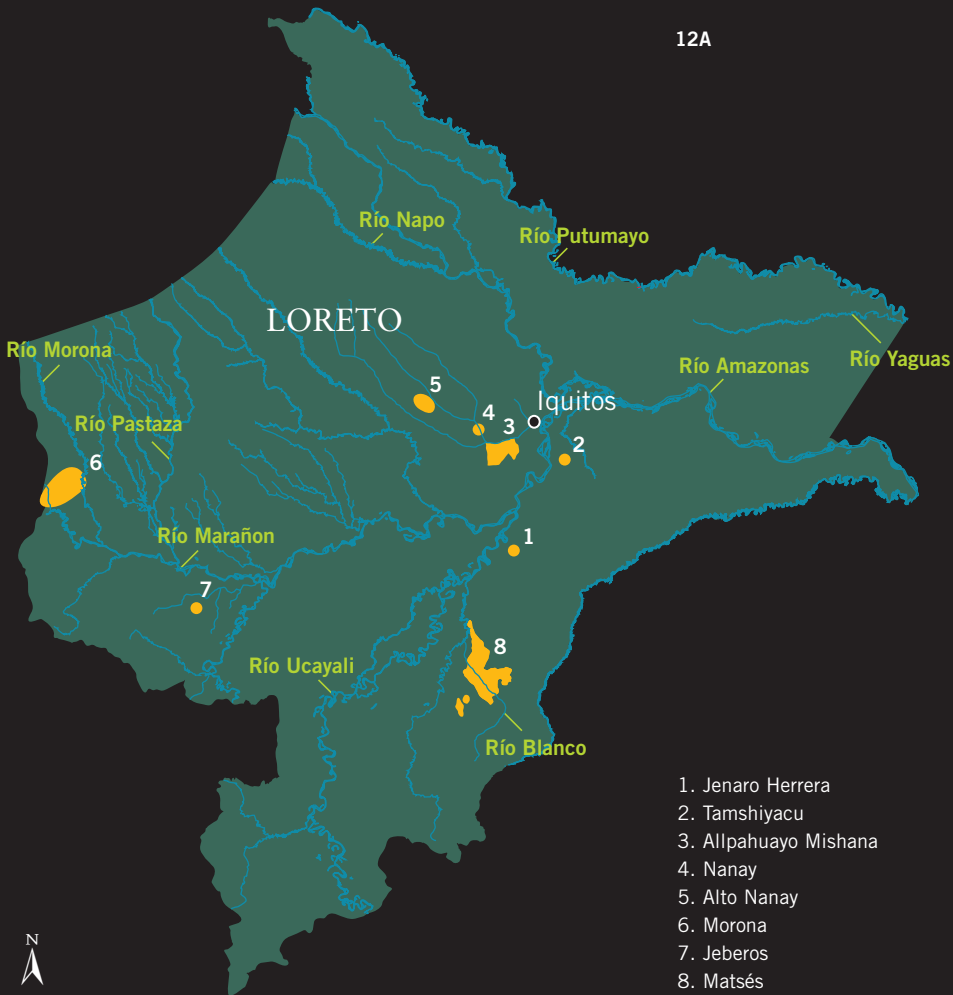 12A
Río Napo
Río Putumayo
LORETO
Río Morona
Río Yaguas
Río Amazonas
5
Iquitos
Río Pastaza
4
3
2
6
Río Marañon
1
7
8
Río Ucayali
Río Blanco
1. Jenaro Herrera
2. Tamshiyacu
3. Allpahuayo Mishana
4. Nanay
5. Alto Nanay
6. Morona
7. Jeberos
8. Matsés
N